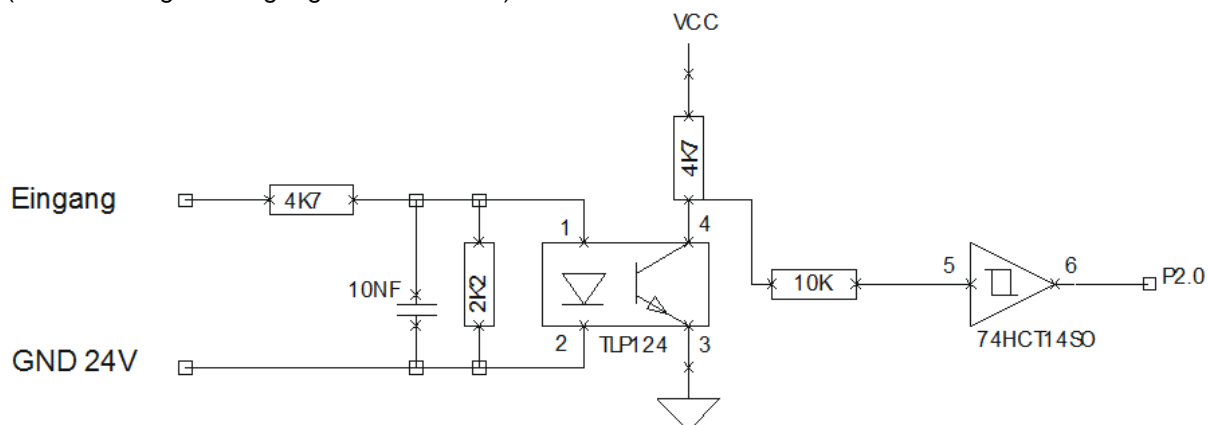 VCC
4K7
Eingang
4K7
1
4
10NF
2K2
10K
5
6
P2.0
2
TLP124
3
74HCT14SO
GND 24V